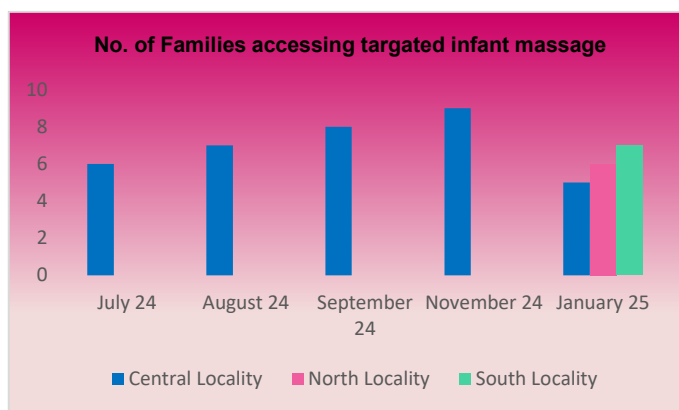 No. of Families accessing targated infant massage
10
8
6
4
2
0
July 24
August 24
September
24
November 24
January 25
Central Locality
North Locality
South Locality